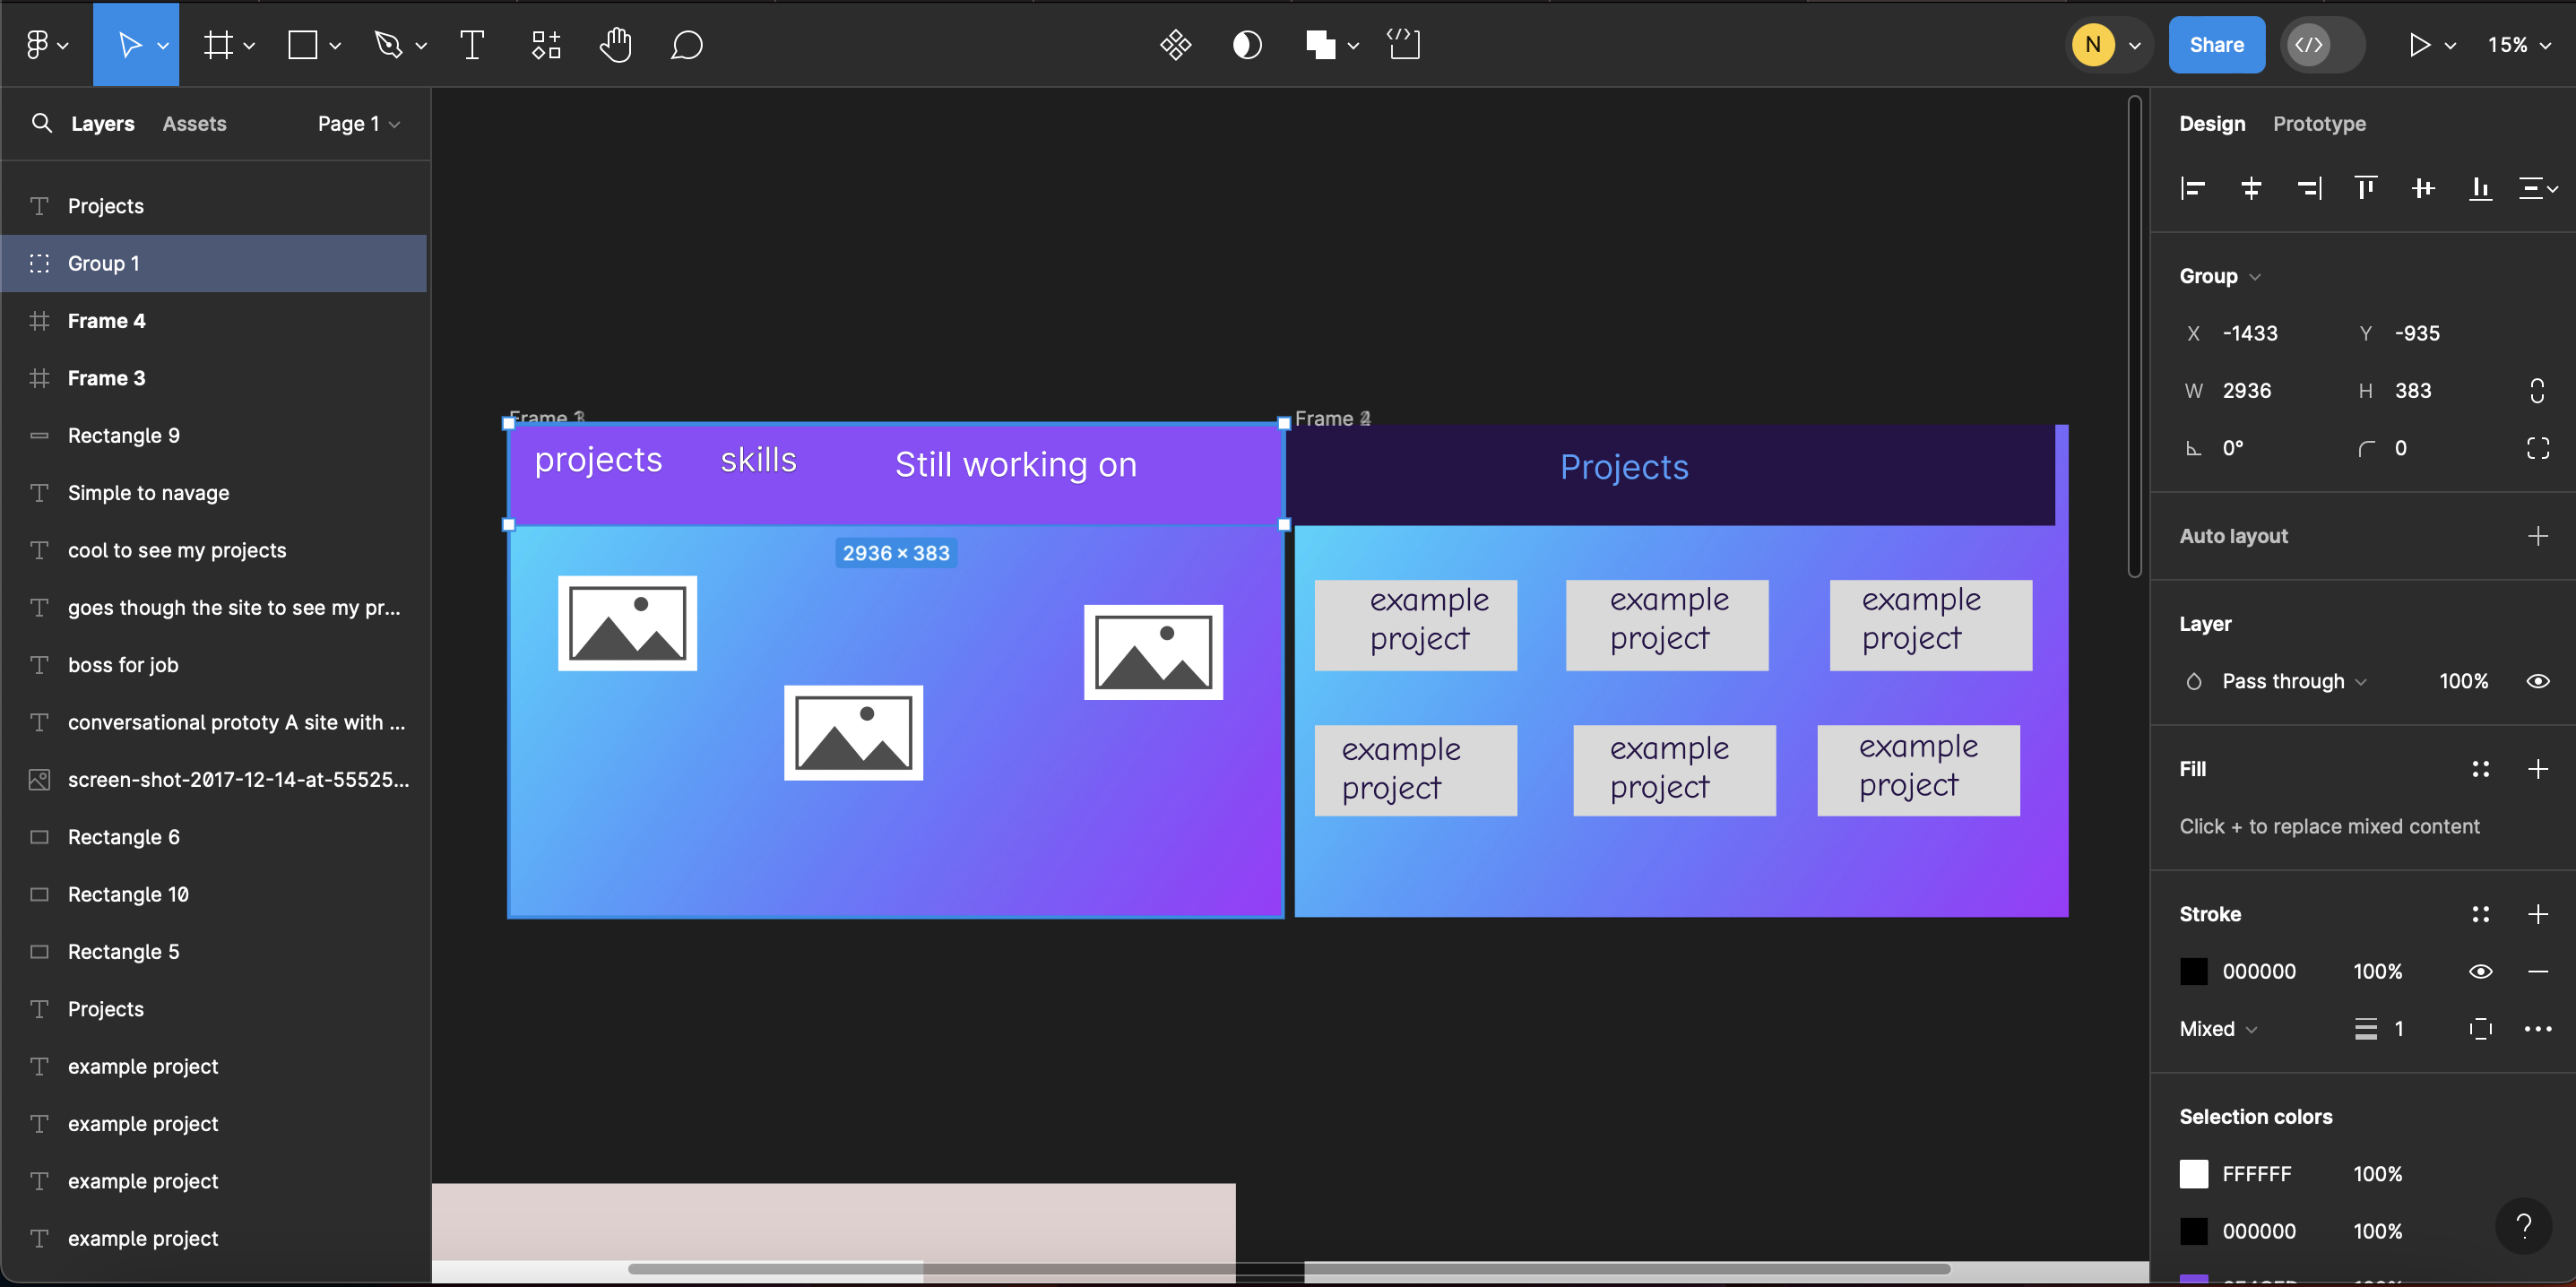 N
Share
15%
Layers
Assets
Page 1
Projects
Group 1
Frame 4
Frame 3
Rectangle 9
Simple to navage
cool to see my projects
goes though the site to see my pr...
boss for job
conversational prototy A site with ...
screen-shot-2017-12-14-at-55525...
Rectangle 6
Rectangle 10
Rectangle 5
Projects
example project
example project
example project
example project
Frame
Frame
projects
skills
Still working on
Projects
2936 × 383
example
project
example
project
example
project
example
project
example
project
example
project
Design
Prototype
Group
X -1433
Y -935
W 2936
H 383
0°
0
Auto layout
Layer
Pass through
100%
Fill
Click + to replace mixed content
Stroke
000000
100%
Mixed
1
Selection colors
FFFFFF
100%
000000
100%
?